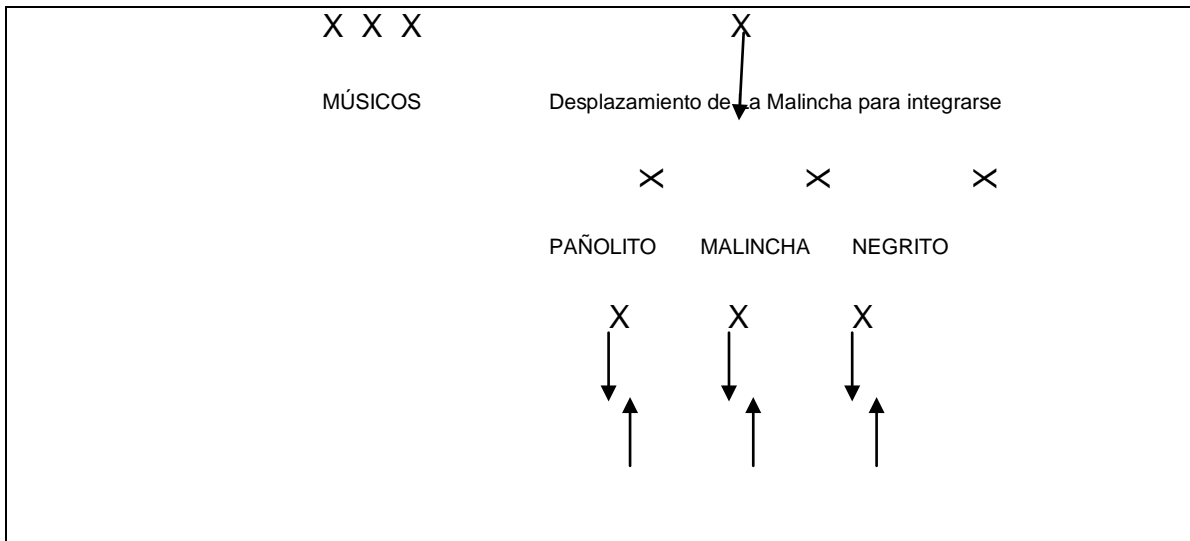 X X X X
MÚSICOS Desplazamiento de La Malincha para integrarse
X X X
PAÑOLITO MALINCHA NEGRITO
X X X